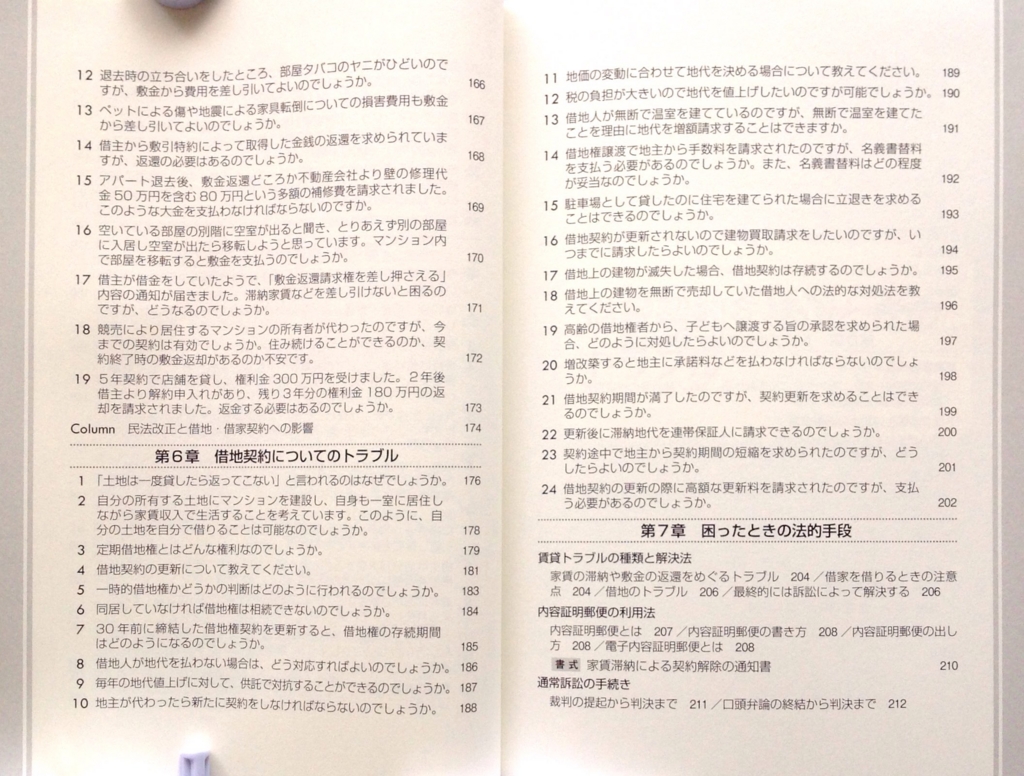 12 退去時の立ち合いをしたところ、部屋タバコのヤニがひどいので
すが、敷金から費用を差し引いてよいのでしょうか。 166
13 ペットによる傷や地震による家具転倒についての損害費用も敷金
から差し引いてよいのでしょうか。 167
14 借主から敷引特約によって取得した金銭の返還を求められていま
すが、返還の必要はあるのでしょうか。 168
15 アパート退去後、敷金返還どころか不動産会社より壁の修理代
金50万円を含む80万円という多額の補修費を請求されました。
このような大金を支払わなければならないのですか。 169
16 空いている部屋の別階に空室が出ると聞き、とりあえず別の部屋
に入居し空室が出たら移転しようと思っています。マンション内
で部屋を移転すると敷金を支払うのでしょうか。 170
17 借主が借金をしていたようで、「敷金返還請求権を差し押さえる」
内容の通知が届きました。滞納家賃などを差し引けないと困るの
ですが、どうなるのでしょうか。 171
18 競売により居住するマンションの所有者が代わったのですが、今
までの契約は有効でしょうか。住み続けることができるのか、契
約終了時の敷金返却があるのか不安です。 172
19 5年契約で店舗を貸し、権利金300万円を受けました。2年後
借主より解約申入れがあり、残り3年分の権利金180万円の返
却を請求されました。返金する必要はあるのでしょうか。 173
Column 民法改正と借地・借家契約への影響 174
第6章 借地契約についてのトラブル
1 「土地は一度貸したら返ってこない」と言われるのはなぜでしょうか。 176
2 自分の所有する土地にマンションを建設し、自身も一室に居住し
ながら家賃収入で生活することを考えています。このように、自
分の土地を自分で借りることは可能なのでしょうか。 178
3 定期借地権とはどんな権利なのでしょうか。 179
4 借地契約の更新について教えてください。 181
5 一時的借地権かどうかの判断はどのように行われるのでしょうか。 183
6 同居していなければ借地権は相続できないのでしょうか。 184
7 30年前に締結した借地権契約を更新すると、借地権の存続期間
はどのようになるのでしょうか。 185
8 借地人が地代を払わない場合は、どう対応すればよいのでしょうか。 186
9 毎年の地代値上げに対して、供託で対抗することができるのでしょうか。 187
10 地主が代わったら新たに契約をしなければならないのでしょうか。 188
11 地価の変動に合わせて地代を決める場合について教えてください。 189
12 税の負担が大きいので地代を値上げしたいのですが可能でしょうか。 190
13 借地人が無断で温室を建てているのですが、無断で温室を建てた
ことを理由に地代を増額請求することはできますか。 191
14 借地権譲渡で地主から手数料を請求されたのですが、名義書替料
を支払う必要があるのでしょうか。また、名義書替料はどの程度
が妥当なのでしょうか。 192
15 駐車場として貸したのに住宅を建てられた場合に立退きを求める
ことはできるのでしょうか。 193
16 借地契約が更新されないので建物買取請求をしたいのですが、い
つまでに請求したらよいのでしょうか。 194
17 借地上の建物が滅失した場合、借地契約は存続するのでしょうか。 195
18 借地上の建物を無断で売却していた借地人への法的な対処法を教
えてください。 196
19 高齢の借地権者から、子どもへ譲渡する旨の承認を求められた場
合、どのように対処したらよいのでしょうか。 197
20 増改築すると地主に承諾料などを払わなければならないのでしょ
うか。 198
21 借地契約期間が満了したのですが、契約更新を求めることはでき
るのでしょうか。 199
22 更新後に滞納地代を連帯保証人に請求できるのでしょうか。 200
23 契約途中で地主から契約期間の短縮を求められたのですが、どう
したらよいでしょうか。 201
24 借地契約の更新の際に高額な更新料を請求されたのですが、支払
う必要があるのでしょうか。 202
第7章 困ったときの法的手段
賃貸トラブルの種類と解決法
家賃の滞納や敷金の返還をめぐるトラブル 204／借家を借りるときの注意
点 204／借地のトラブル 206／最終的には訴訟によって解決する 206
内容証明郵便の利用法
内容証明郵便とは 207／内容証明郵便の書き方 208／内容証明郵便の出し
方 208／電子内容証明郵便とは 208
書式 家賃滞納による契約解除の通知書 210
通常訴訟の手続き
裁判の提起から判決まで 211／口頭弁論の終結から判決まで 212